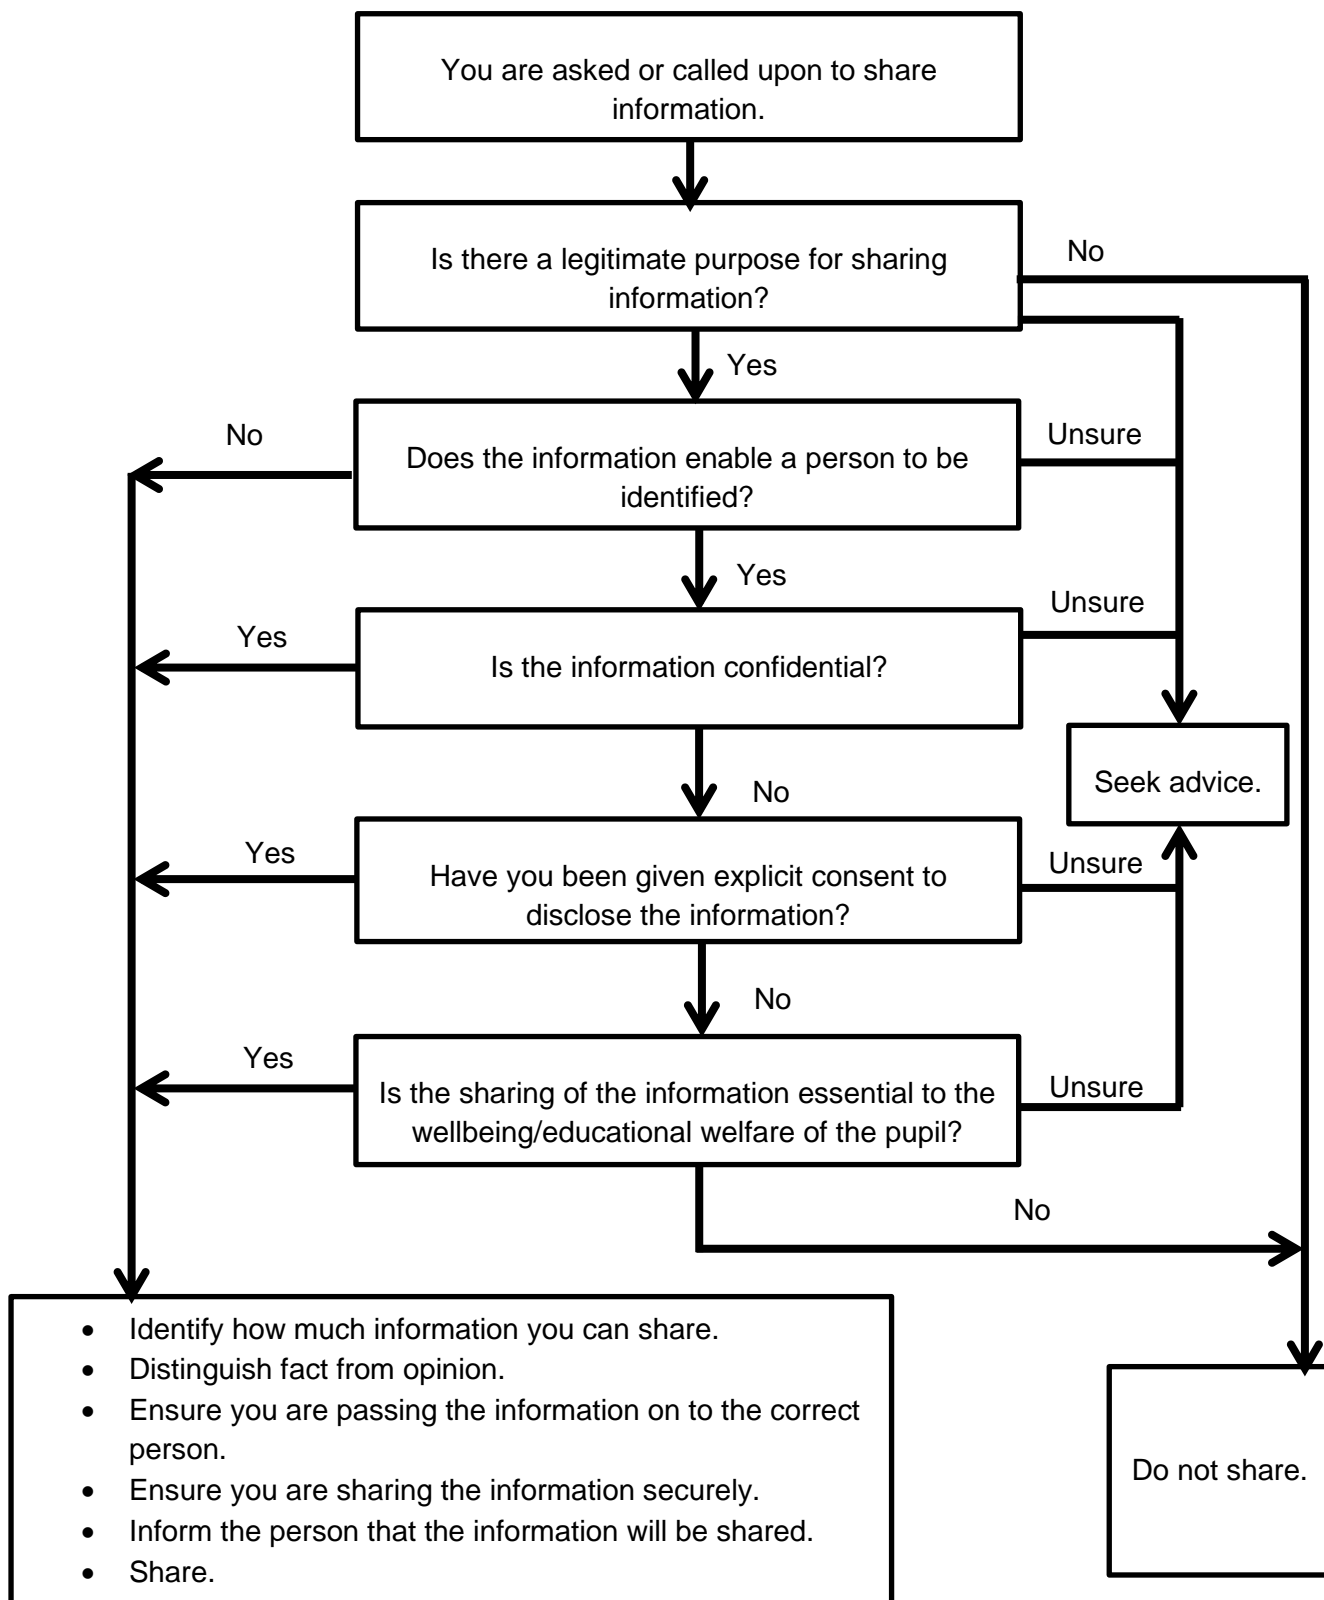 You are asked or called upon to share
information.
Is there a legitimate purpose for sharing
information?
No
Yes
No
Does the information enable a person to be
identified?
Unsure
Yes
Yes
Is the information confidential?
Unsure
No
Seek advice.
Yes
Have you been given explicit consent to
disclose the information?
Unsure
No
Yes
Is the sharing of the information essential to the
wellbeing/educational welfare of the pupil?
Unsure
No
• Identify how much information you can share.
• Distinguish fact from opinion.
• Ensure you are passing the information on to the correct
person.
• Ensure you are sharing the information securely.
• Inform the person that the information will be shared.
• Share.
Do not share.